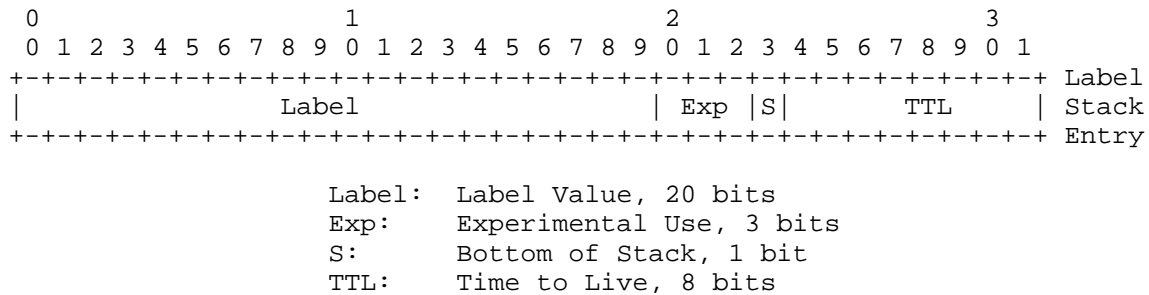 0                   1                   2                   3
 0 1 2 3 4 5 6 7 8 9 0 1 2 3 4 5 6 7 8 9 0 1 2 3 4 5 6 7 8 9 0 1
+-+-+-+-+-+-+-+-+-+-+-+-+-+-+-+-+-+-+-+-+-+-+-+-+-+-+-+-+-+-+-+-+ Label
|                Label                  | Exp |S|       TTL     | Stack
+-+-+-+-+-+-+-+-+-+-+-+-+-+-+-+-+-+-+-+-+-+-+-+-+-+-+-+-+-+-+-+-+ Entry
                    Label:  Label Value, 20 bits
                    Exp:    Experimental Use, 3 bits
                    S:      Bottom of Stack, 1 bit
                    TTL:    Time to Live, 8 bits